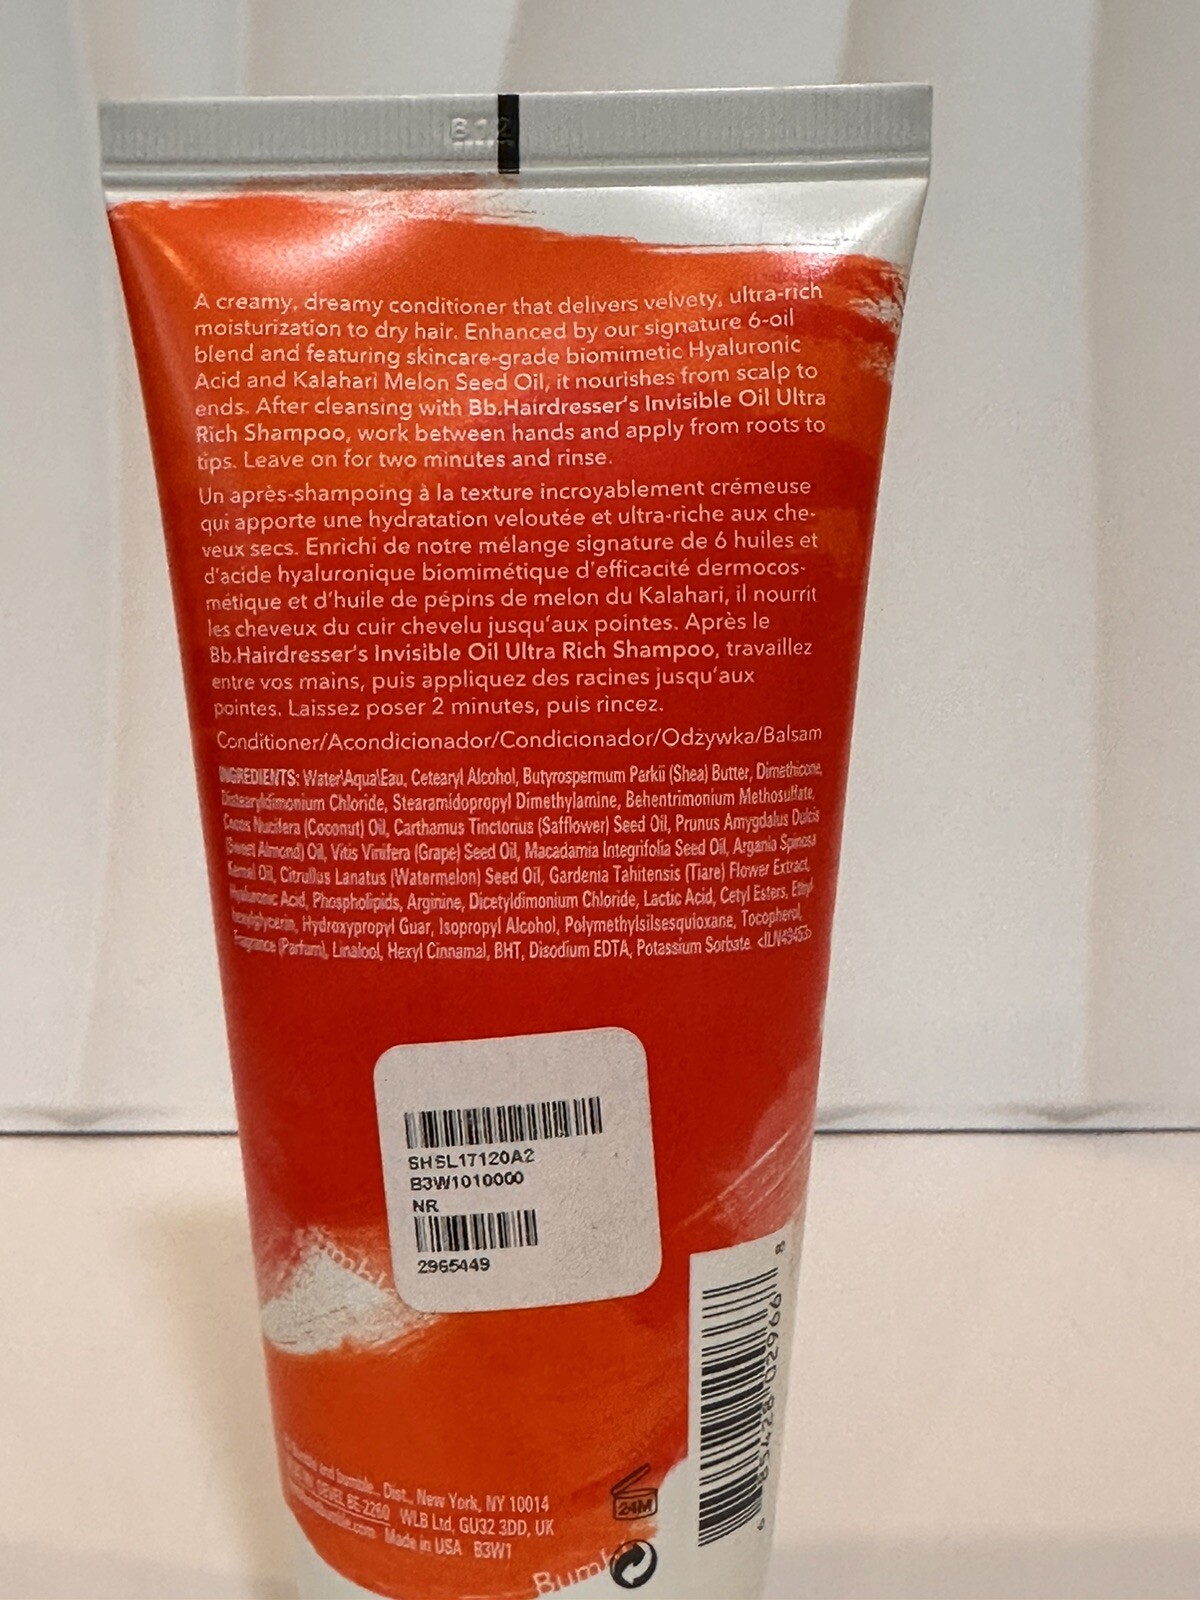 B12
A creamy, dreamy conditioner that delivers velvety, ultra-rich
moisturization to dry hair. Enhanced by our signature 6-oil
blend and featuring skincare-grade biomimetic Hyaluronic
Acid and Kalahari Melon Seed Oil, it nourishes from scalp to
ends. After cleansing with Bb.Hairdresser's Invisible Oil Ultra
Rich Shampoo, work between hands and apply from roots to
tips. Leave on for two minutes and rinse.
Un après-shampoing à la texture incroyablement crémeuse
qui apporte une hydratation veloutée et ultra-riche aux che-
veux secs. Enrichi de notre mélange signature de 6 huiles et
d'acide hyaluronique biomimétique d'efficacité dermocos-
métique et d'huile de pépins de melon du Kalahari, il nourrit
les cheveux du cuir chevelu jusqu'aux pointes. Après le
Bb.Hairdresser's Invisible Oil Ultra Rich Shampoo, travaillez
entre vos mains, puis appliquez des racines jusqu'aux
pointes. Laissez poser 2 minutes, puis rincez.
Conditioner/Acondicionador/Condicionador/Odżywka/Balsam
INGREDIENTS: Water\Aqua\Eau, Cetearyl Alcohol, Butyrospermum Parkii (Shea) Butter, Dimethicone,
Distearyldimonium Chloride, Stearamidopropyl Dimethylamine, Behentrimonium Methosulfate,
Cocos Nucifera (Coconut) Oil, Carthamus Tinctorius (Safflower) Seed Oil, Prunus Amygdalus Dulcis
(Sweet Almond) Oil, Vitis Vinifera (Grape) Seed Oil, Macadamia Integrifolia Seed Oil, Argania Spinosa
Kernel Oil, Citrullus Lanatus (Watermelon) Seed Oil, Gardenia Tahitensis (Tiare) Flower Extract,
Hyaluronic Acid, Phospholipids, Arginine, Dicetyldimonium Chloride, Lactic Acid, Cetyl Esters, Ethyl-
hexylglycerin, Hydroxypropyl Guar, Isopropyl Alcohol, Polymethylsilsesquioxane, Tocopherol,
Fragrance (Parfum), Linalool, Hexyl Cinnamal, BHT, Disodium EDTA, Potassium Sorbate <ILN49453>
SHSL17120A2
B3W1010000
NR
2965449
Bumble and bumble. Dist., New York, NY 10014
OEVEL BE-2260 WLB Ltd, GU32 3DD, UK
Made in USA B3W1
24M
6 85428 02966 8
Bumbl